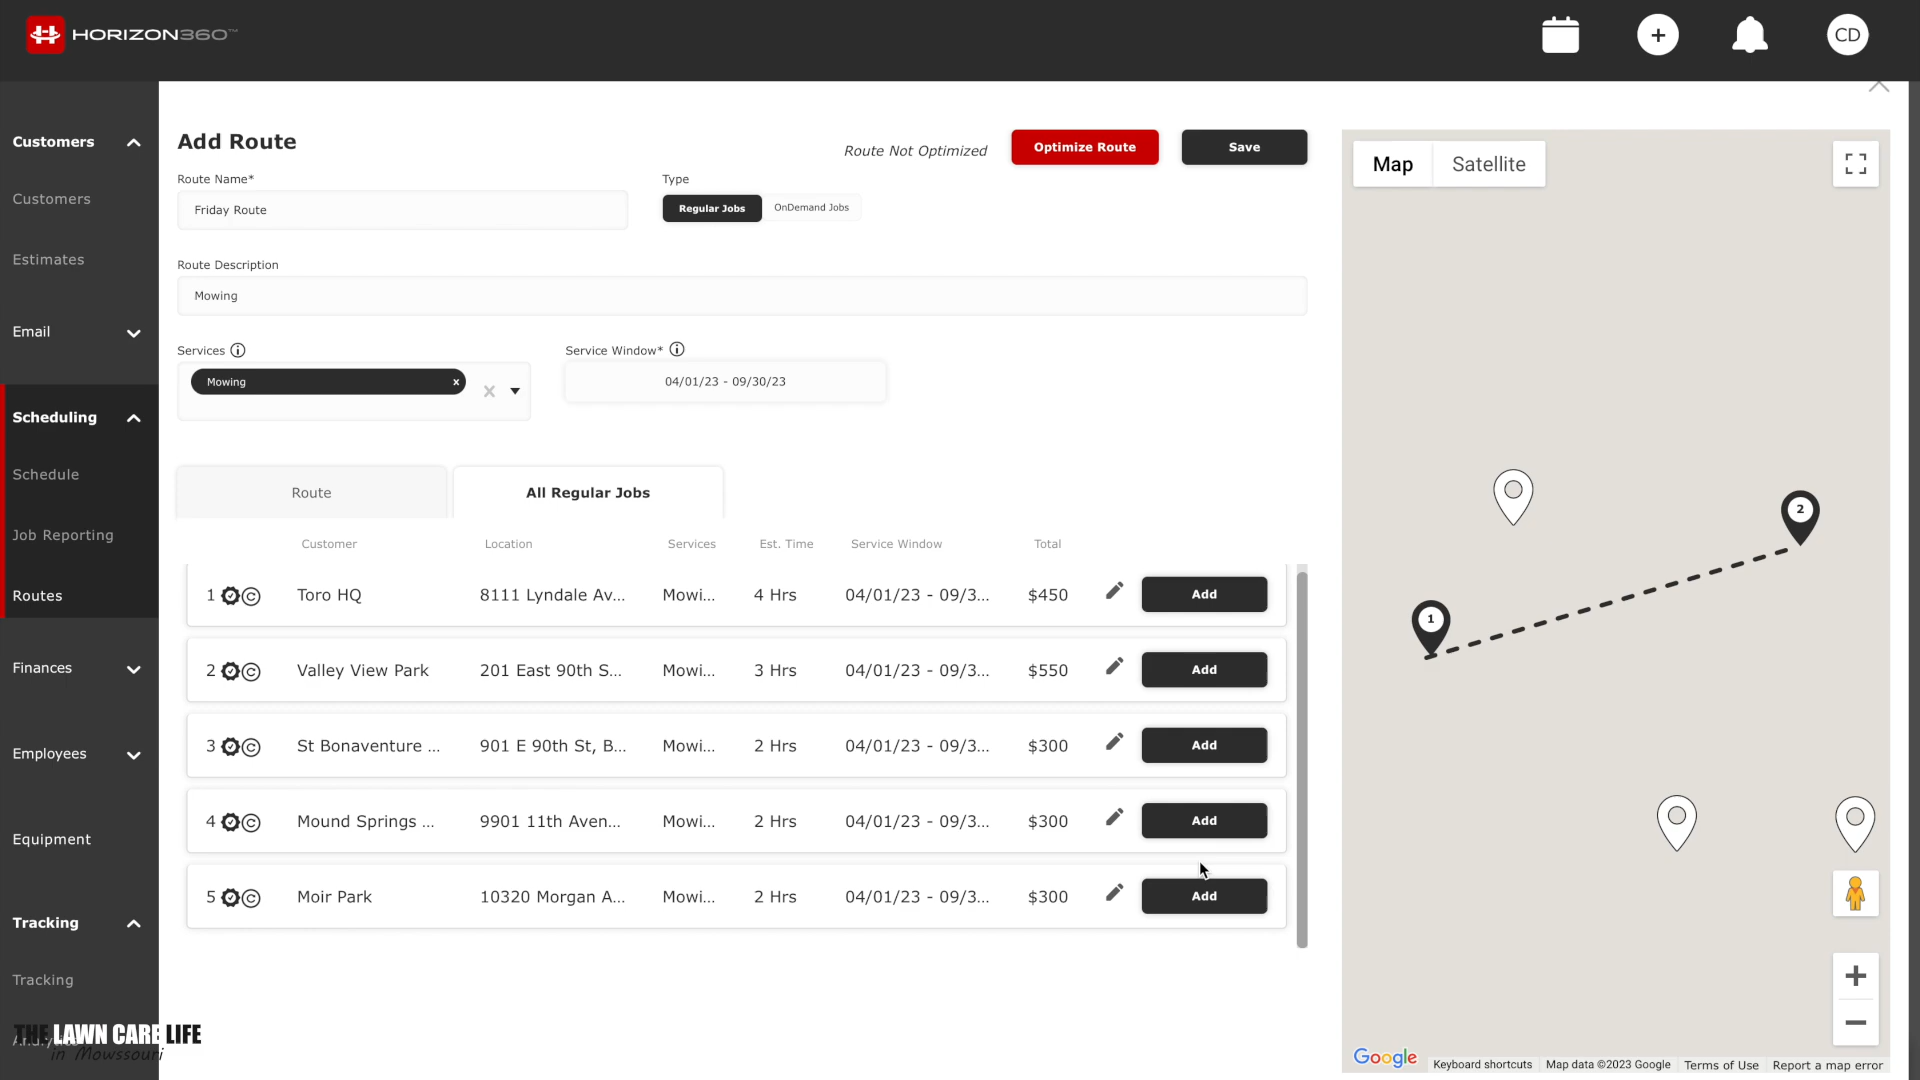 HORIZON360™
CD
Customers
Customers
Estimates
Email
Scheduling
Schedule
Job Reporting
Routes
Finances
Employees
Equipment
Tracking
Tracking
THE LAWN CARE LIFE
in Mowssouri
Add Route
Route Not Optimized
Optimize Route
Save
Route Name*
Type
Friday Route
Regular Jobs
OnDemand Jobs
Route Description
Mowing
Services
Service Window*
Mowing x
04/01/23 - 09/30/23
Route
All Regular Jobs
Customer Location Services Est. Time Service Window Total
1 Toro HQ 8111 Lyndale Av... Mowi... 4 Hrs 04/01/23 - 09/3... $450 Add
2 Valley View Park 201 East 90th S... Mowi... 3 Hrs 04/01/23 - 09/3... $550 Add
3 St Bonaventure ... 901 E 90th St, B... Mowi... 2 Hrs 04/01/23 - 09/3... $300 Add
4 Mound Springs ... 9901 11th Aven... Mowi... 2 Hrs 04/01/23 - 09/3... $300 Add
5 Moir Park 10320 Morgan A... Mowi... 2 Hrs 04/01/23 - 09/3... $300 Add
Map
Satellite
2
1
Google
Keyboard shortcuts
Map data ©2023 Google
Terms of Use
Report a map error